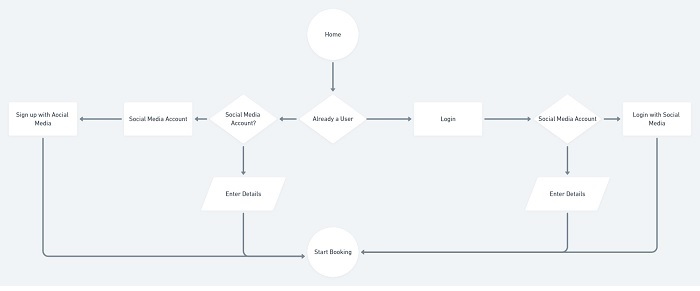 Home
Sign up with Aocial
Media
Social Media Account
Social Media
Account?
Already a User
Login
Social Media Account
Login with Social
Media
Enter Details
Enter Details
Start Booking